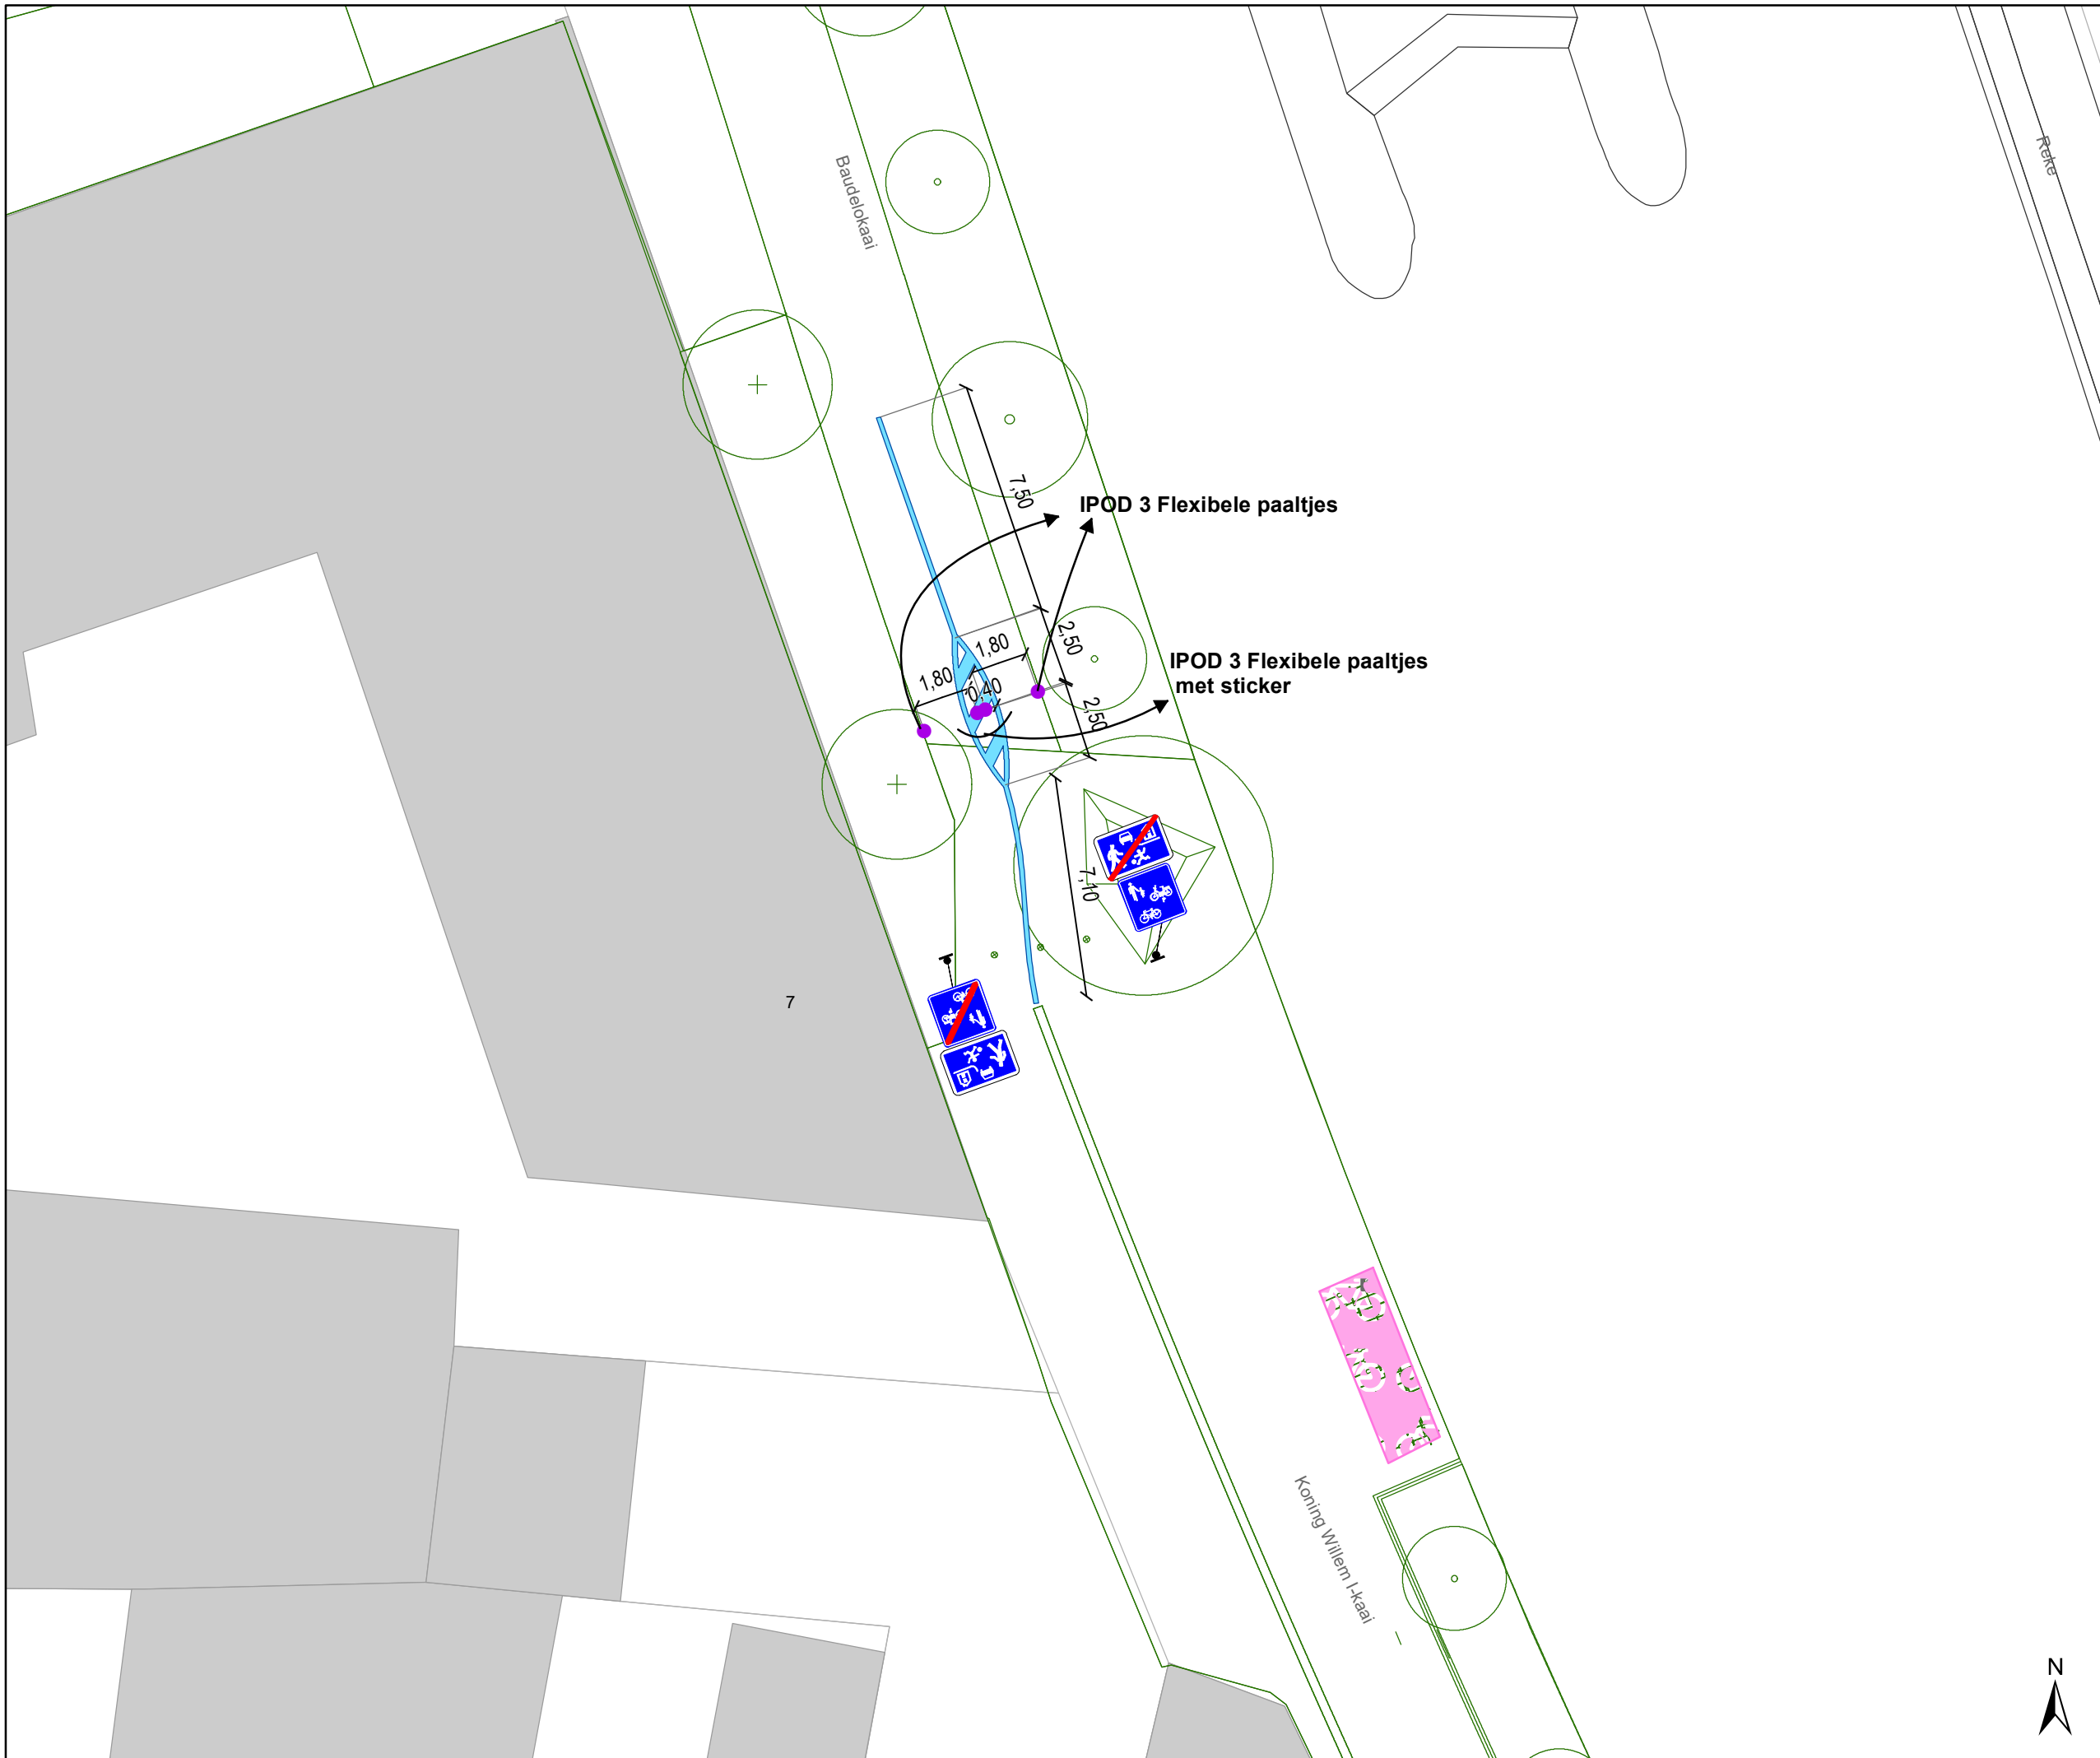 Reke
Baudelokaai
7,50
IPOD 3 Flexibele paaltjes
2,50
1,80
IPOD 3 Flexibele paaltjes
met sticker
1,80
0,40
2,50
7,10
7
Koning Willem I-kaai
N